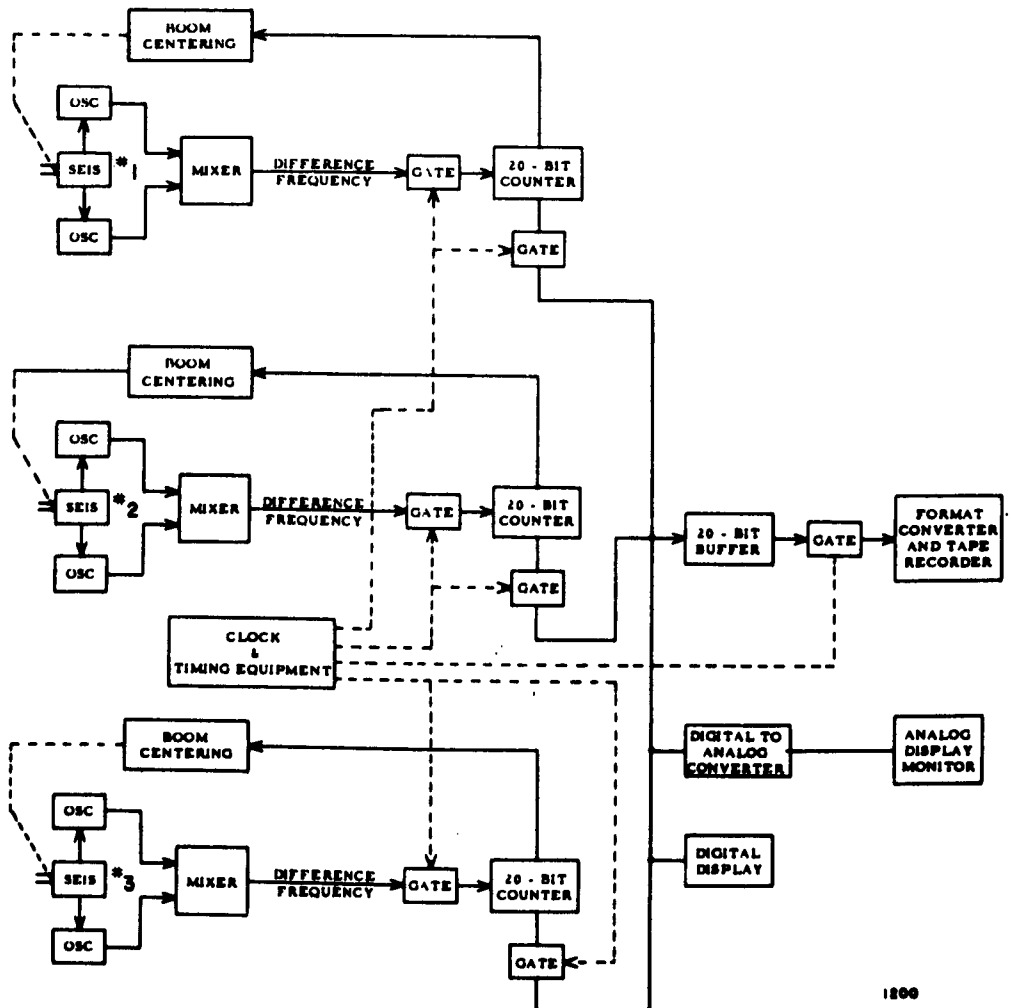 BOOM
CENTERING
OSC
SEIS
#1
OSC
MIXER
DIFFERENCE
FREQUENCY
GATE
20 - BIT
COUNTER
GATE
BOOM
CENTERING
OSC
SEIS
#2
OSC
MIXER
DIFFERENCE
FREQUENCY
GATE
20 - BIT
COUNTER
GATE
20 - BIT
BUFFER
GATE
FORMAT
CONVERTER
AND TAPE
RECORDER
CLOCK
&
TIMING EQUIPMENT
BOOM
CENTERING
DIGITAL TO
ANALOG
CONVERTER
ANALOG
DISPLAY
MONITOR
OSC
SEIS
#3
OSC
MIXER
DIFFERENCE
FREQUENCY
GATE
20 - BIT
COUNTER
GATE
DIGITAL
DISPLAY
1200